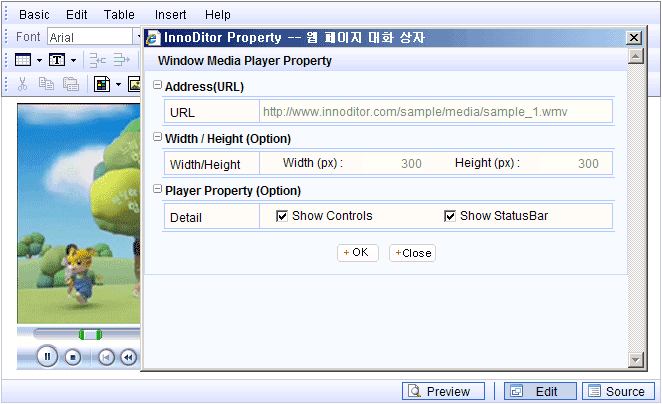 Basic Edit Table Insert Help
Font Arial
InnoDitor Property -- 웹 페이지 대화 상자
Window Media Player Property
Address(URL)
URL http://www.innoditor.com/sample/media/sample_1.wmv
Width / Height (Option)
Width/Height Width (px) : 300 Height (px) : 300
Player Property (Option)
Detail Show Controls Show StatusBar
+ OK +Close
Preview Edit Source